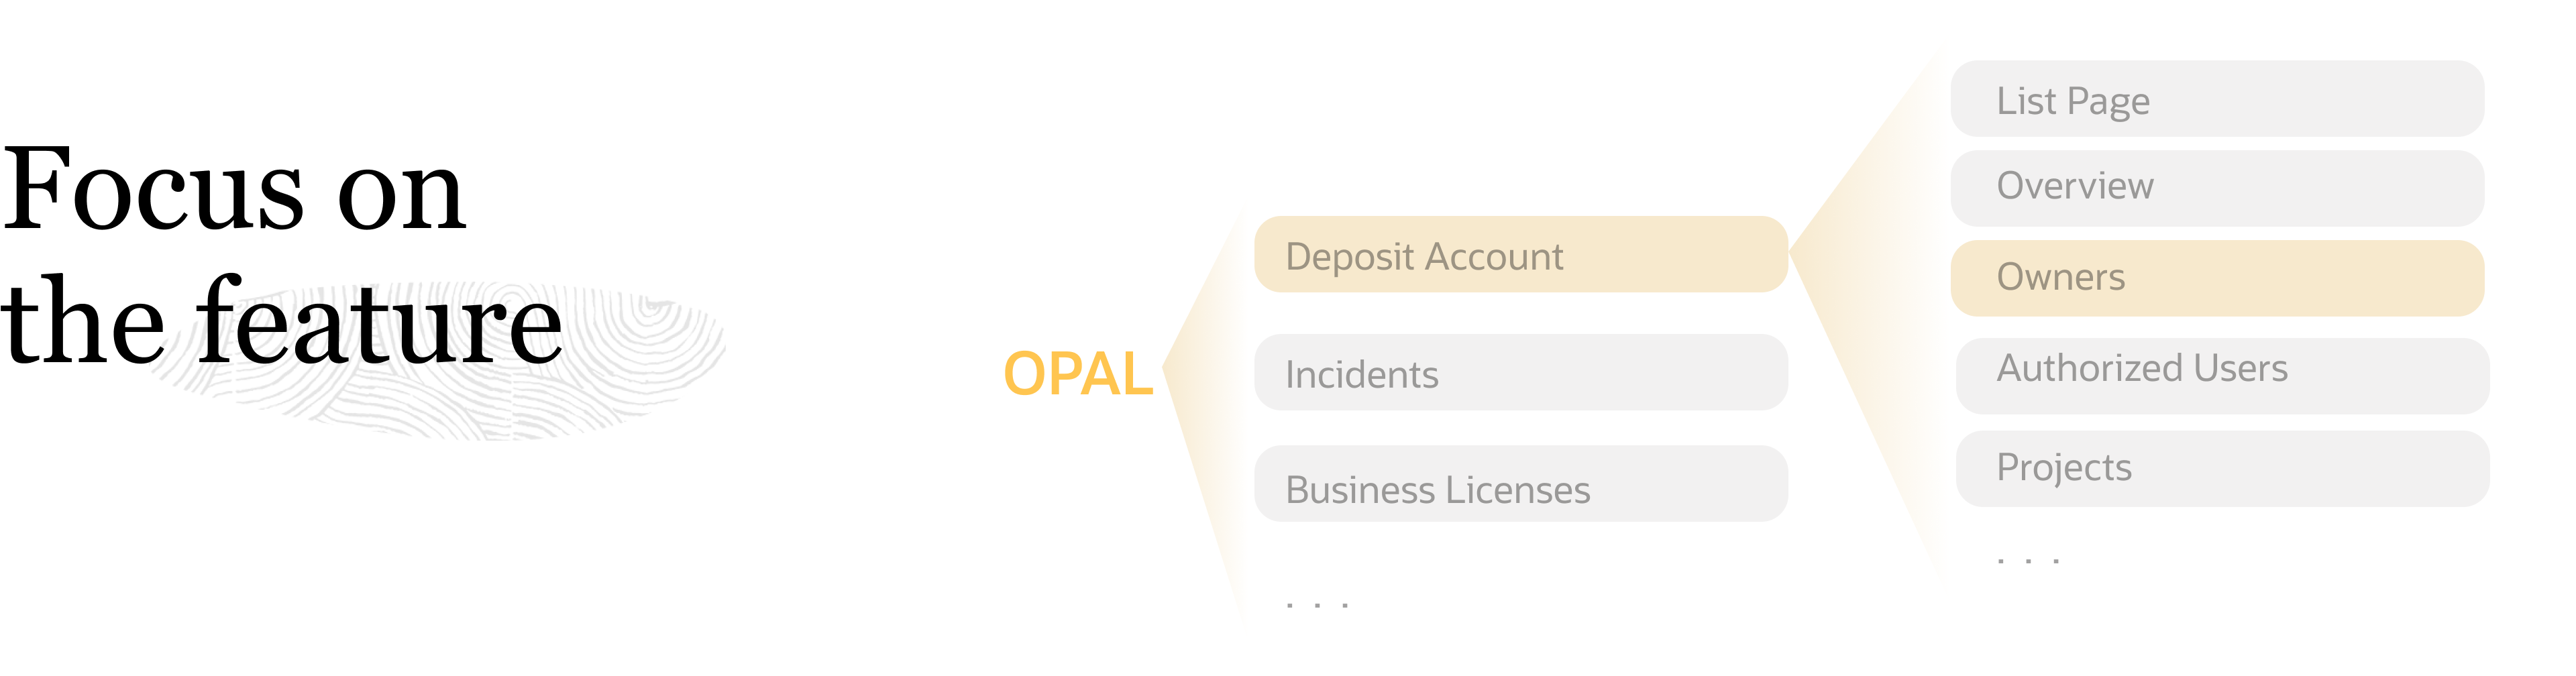 Focus on
the feature
OPAL
Deposit Account
Incidents
Business Licenses
. . .
List Page
Overview
Owners
Authorized Users
Projects
. . .